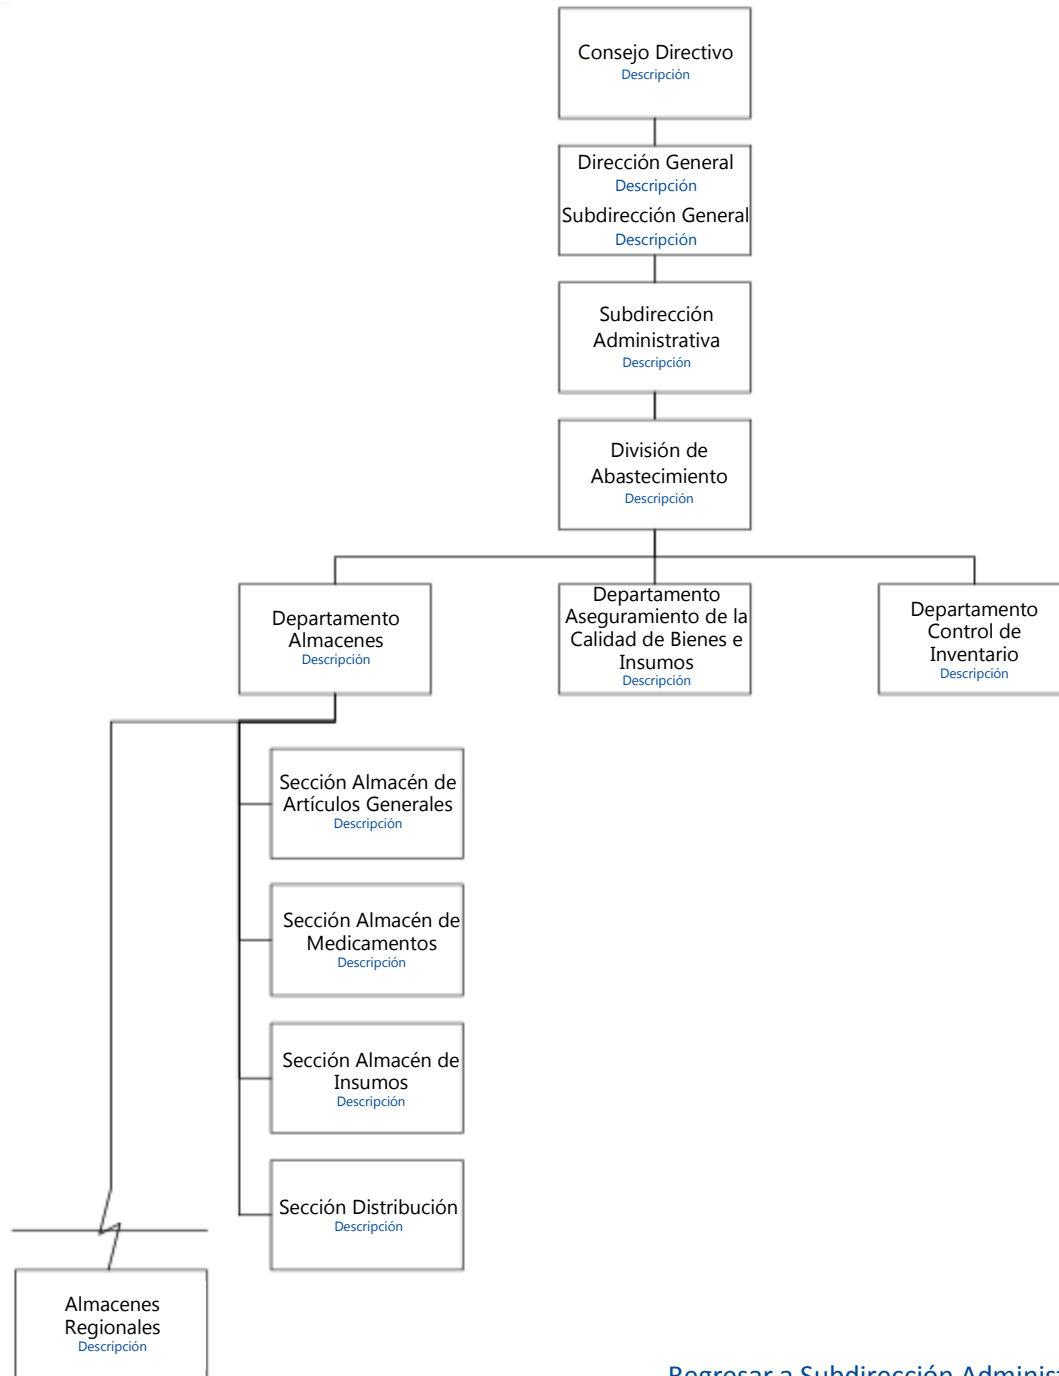 Consejo Directivo
Descripción
Dirección General
Descripción
Subdirección General
Descripción
Subdirección
Administrativa
Descripción
División de
Abastecimiento
Descripción
Departamento
Almacenes
Descripción
Departamento
Aseguramiento de la
Calidad de Bienes e
Insumos
Descripción
Departamento
Control de
Inventario
Descripción
Sección Almacén de
Artículos Generales
Descripción
Sección Almacén de
Medicamentos
Descripción
Sección Almacén de
Insumos
Descripción
Sección Distribución
Descripción
Almacenes
Regionales
Descripción
Regresar a Subdirección